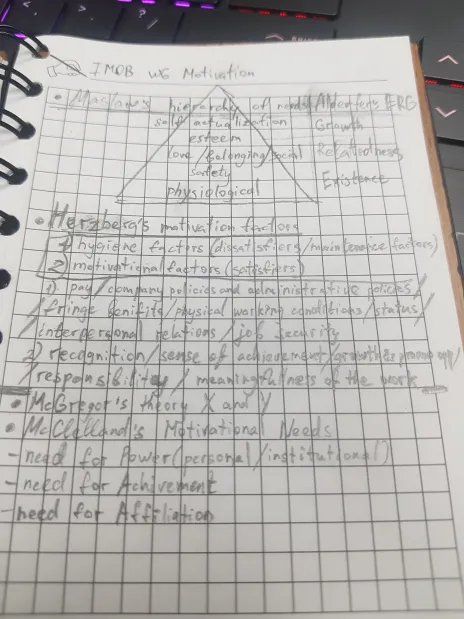 IMOB W6 Motivation
• Maslow's hierarchy of needs/Alderfer's ERG
self actualization Growth
esteem
love/belonging/social Relatedness
safety
physiological Existence
• Herzberg's motivation factors
1) hygiene factors (dissatisfiers/maintenance factors)
2) motivational factors (satisfiers)
1) pay/company policies and administrative policies/
fringe benifits/physical working conditions/status/
interpersonal relations/job security
2) recognition/sense of achievement/growth & promo opp/
responsibility/meaningfulness of the work
• McGregor's theory X and Y
• McClelland's Motivational Needs
-need for Power(personal/institutional)
-need for Achivement
-need for Affiliation